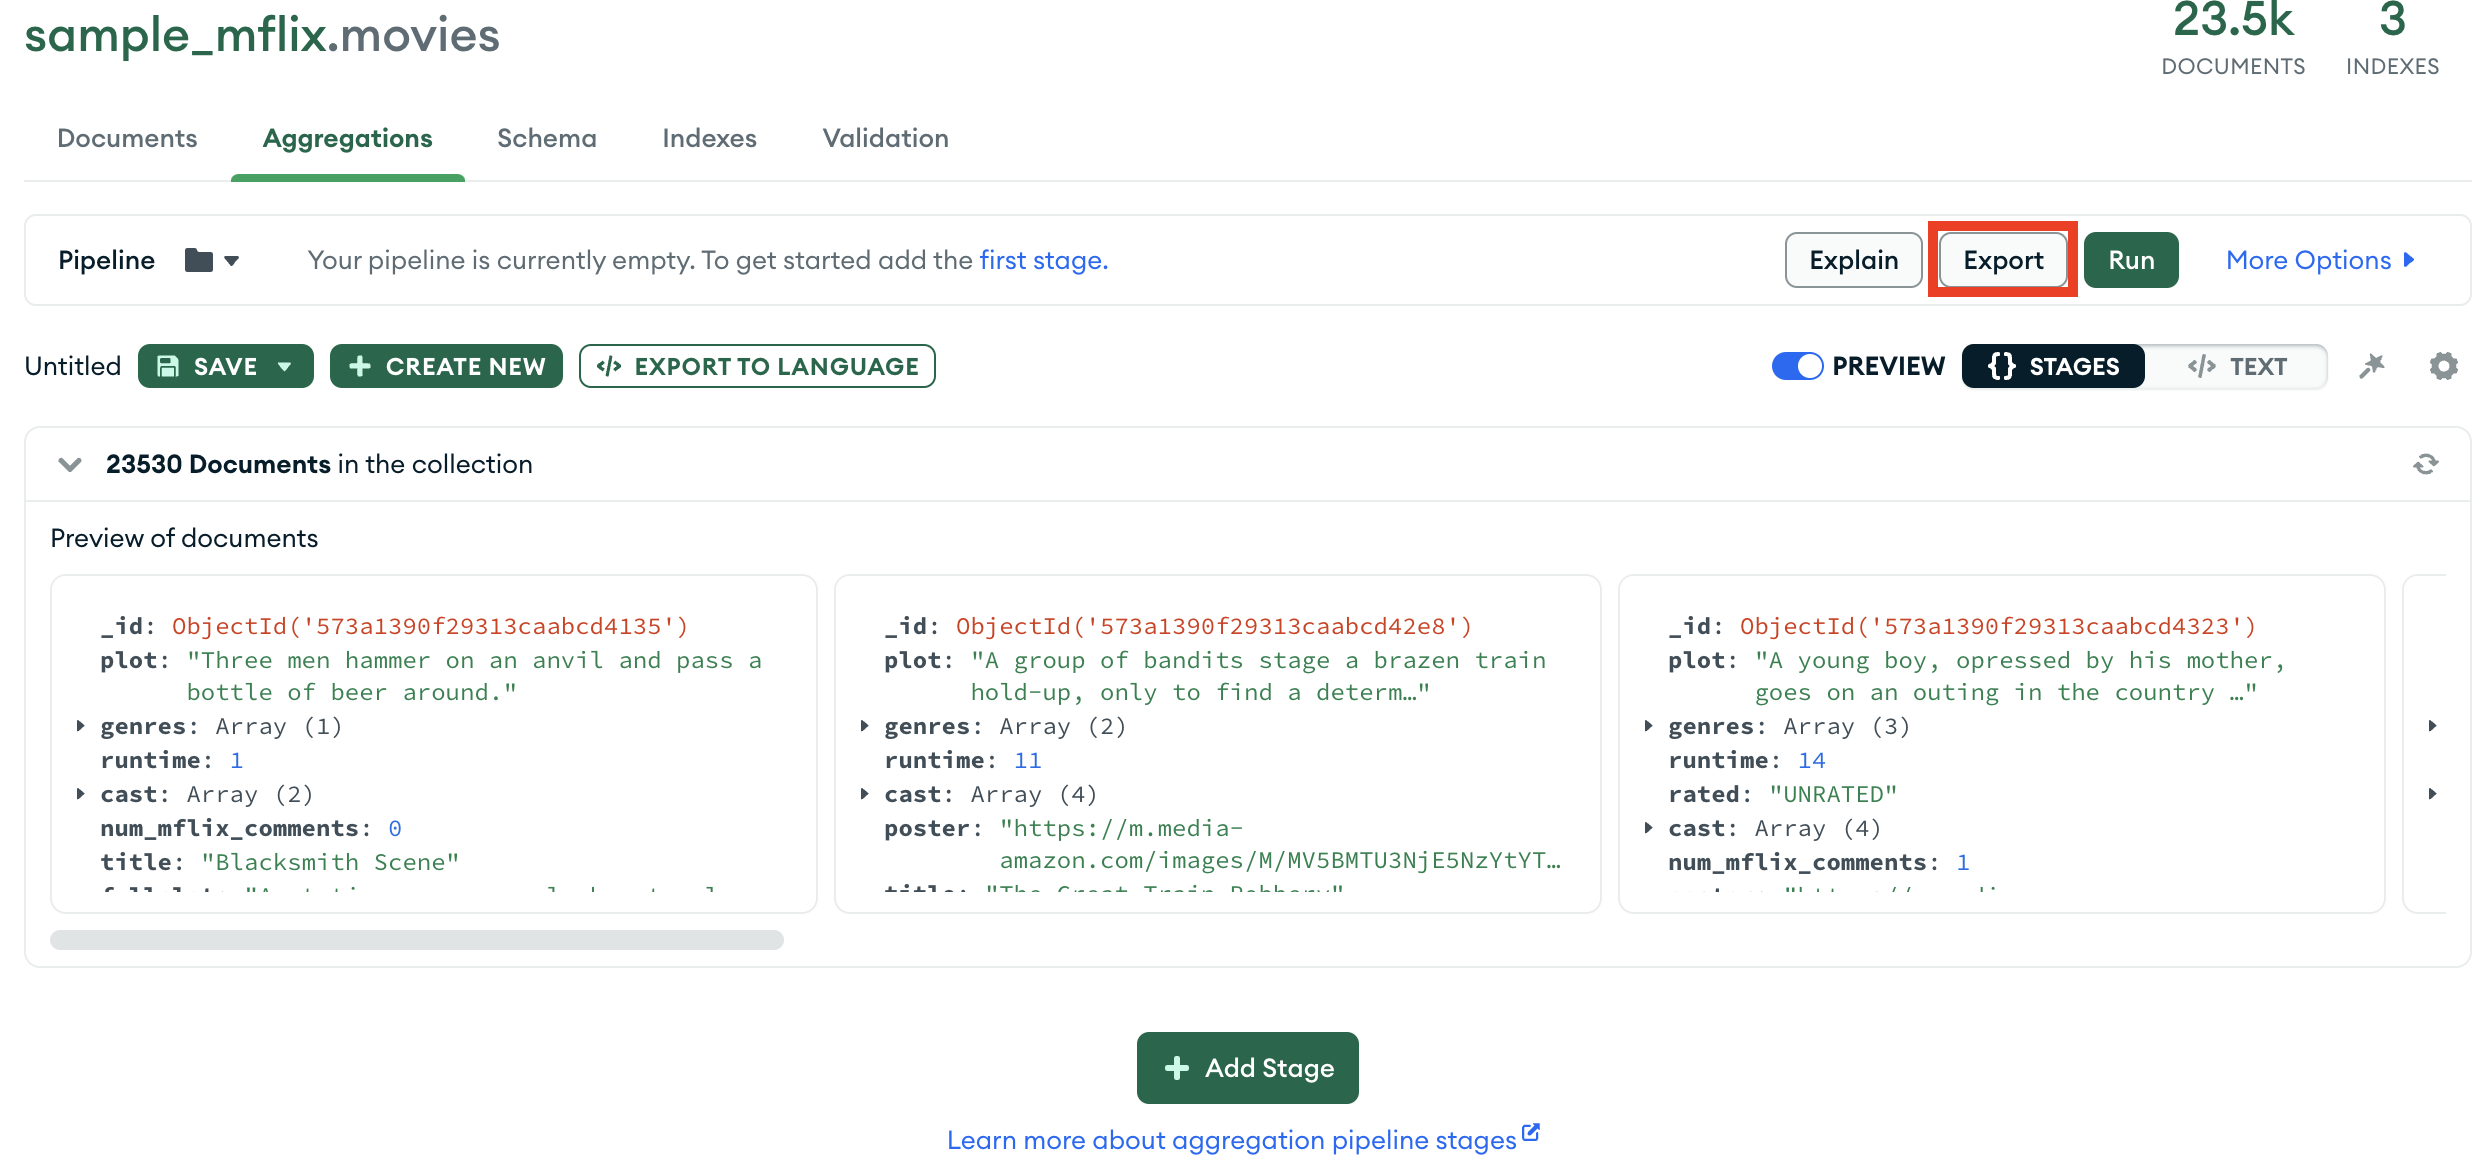 sample_mflix.movies
23.5k
DOCUMENTS
3
INDEXES
Documents
Aggregations
Schema
Indexes
Validation
Pipeline
Your pipeline is currently empty. To get started add the first stage.
Explain
Export
Run
More Options
Untitled
SAVE
CREATE NEW
</> EXPORT TO LANGUAGE
PREVIEW
{} STAGES
</> TEXT
23530 Documents in the collection
Preview of documents
_id: ObjectId('573a1390f29313caabcd4135')
plot: "Three men hammer on an anvil and pass a
bottle of beer around."
genres: Array (1)
runtime: 1
cast: Array (2)
num_mflix_comments: 0
title: "Blacksmith Scene"
_id: ObjectId('573a1390f29313caabcd42e8')
plot: "A group of bandits stage a brazen train
hold-up, only to find a determ…"
genres: Array (2)
runtime: 11
cast: Array (4)
poster: "https://m.media-
amazon.com/images/M/MV5BMTU3NjE5NzYtYT…
title: "The Great Train Robbery"
_id: ObjectId('573a1390f29313caabcd4323')
plot: "A young boy, opressed by his mother,
goes on an outing in the country …"
genres: Array (3)
runtime: 14
rated: "UNRATED"
cast: Array (4)
num_mflix_comments: 1
Add Stage
Learn more about aggregation pipeline stages